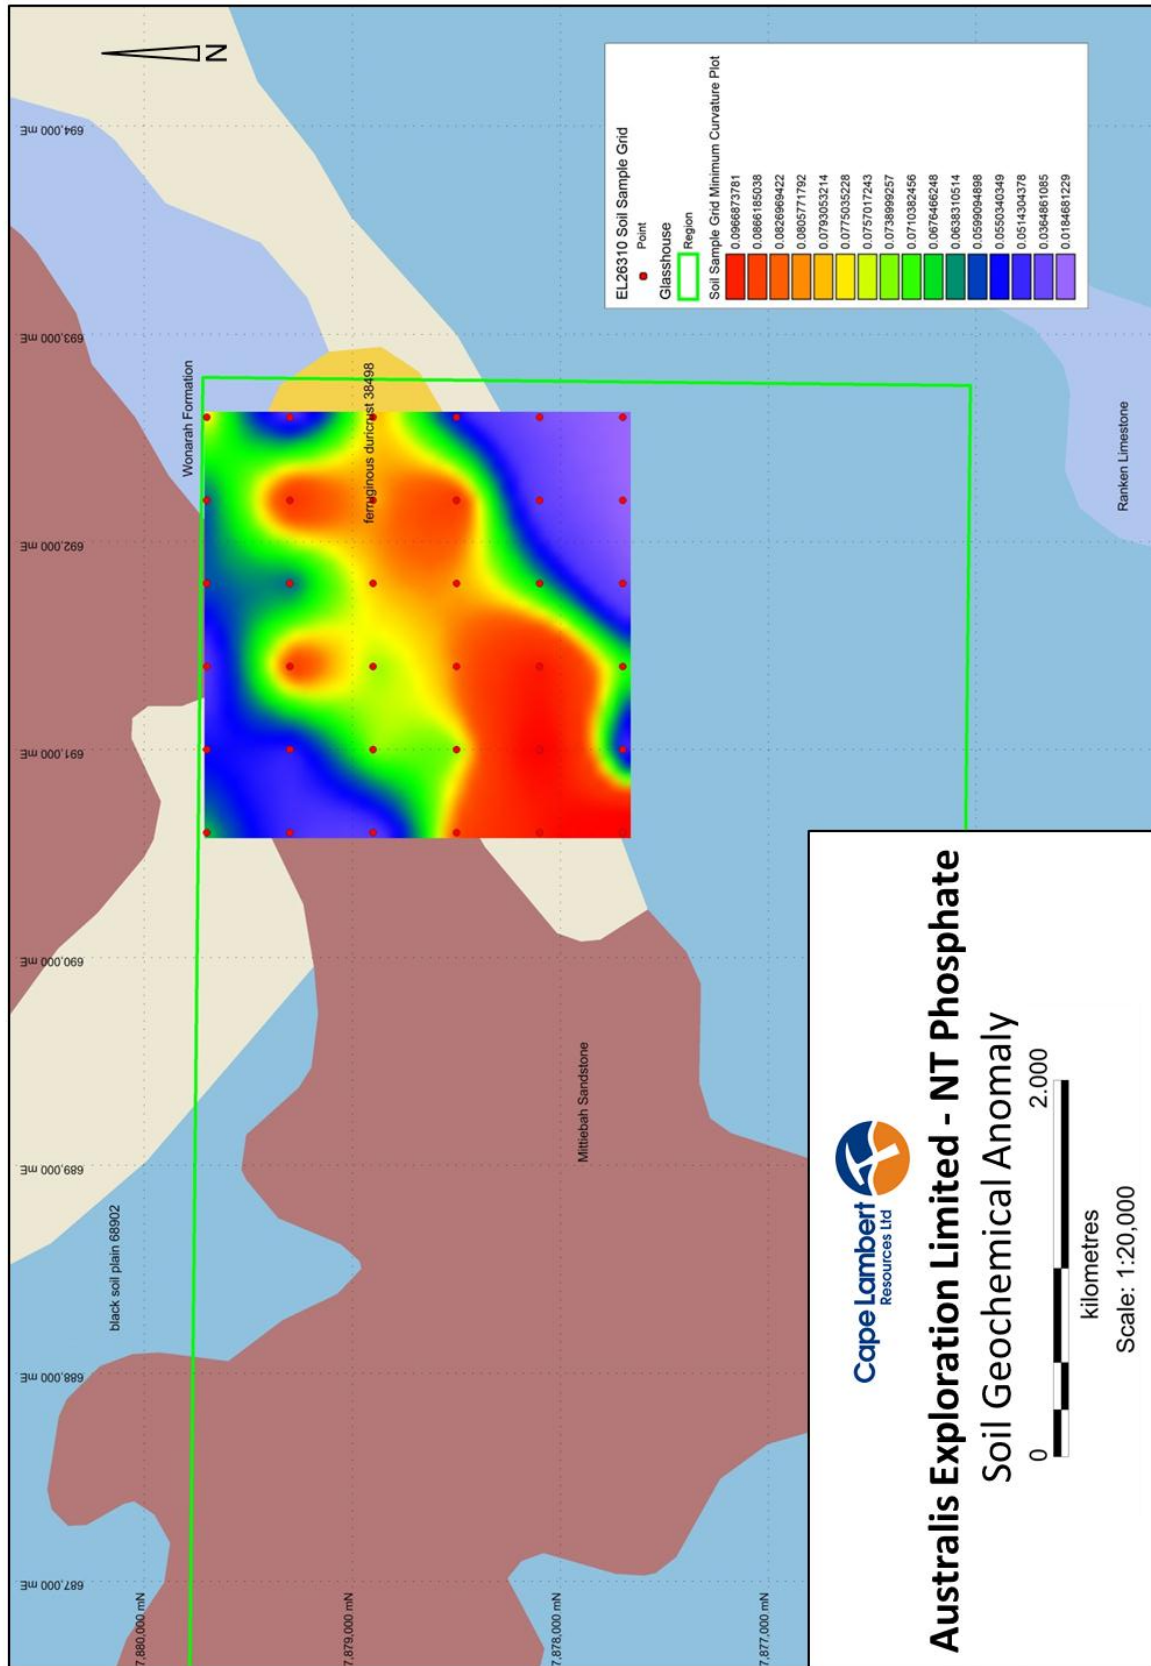 N
694,000 mE
693,000 mE
692,000 mE
691,000 mE
690,000 mE
689,000 mE
688,000 mE
687,000 mE
7,880,000 mN
7,879,000 mN
7,878,000 mN
7,877,000 mN
black soil plain 68902
Wonarah Formation
ferruginous duricrust 38498
Mittiebah Sandstone
Ranken Limestone
EL26310 Soil Sample Grid
Point
Glasshouse
Region
Soil Sample Grid Minimum Curvature Plot
0.0966873781
0.0866185038
0.0826969422
0.0805771792
0.0793053214
0.0775035228
0.0757017243
0.0738999257
0.0710382456
0.0676466248
0.0638310514
0.0599094898
0.0550340349
0.0514304378
0.0364861085
0.0184681229
Cape Lambert
Resources Ltd
Australis Exploration Limited - NT Phosphate
Soil Geochemical Anomaly
0 2.000
kilometres
Scale: 1:20,000